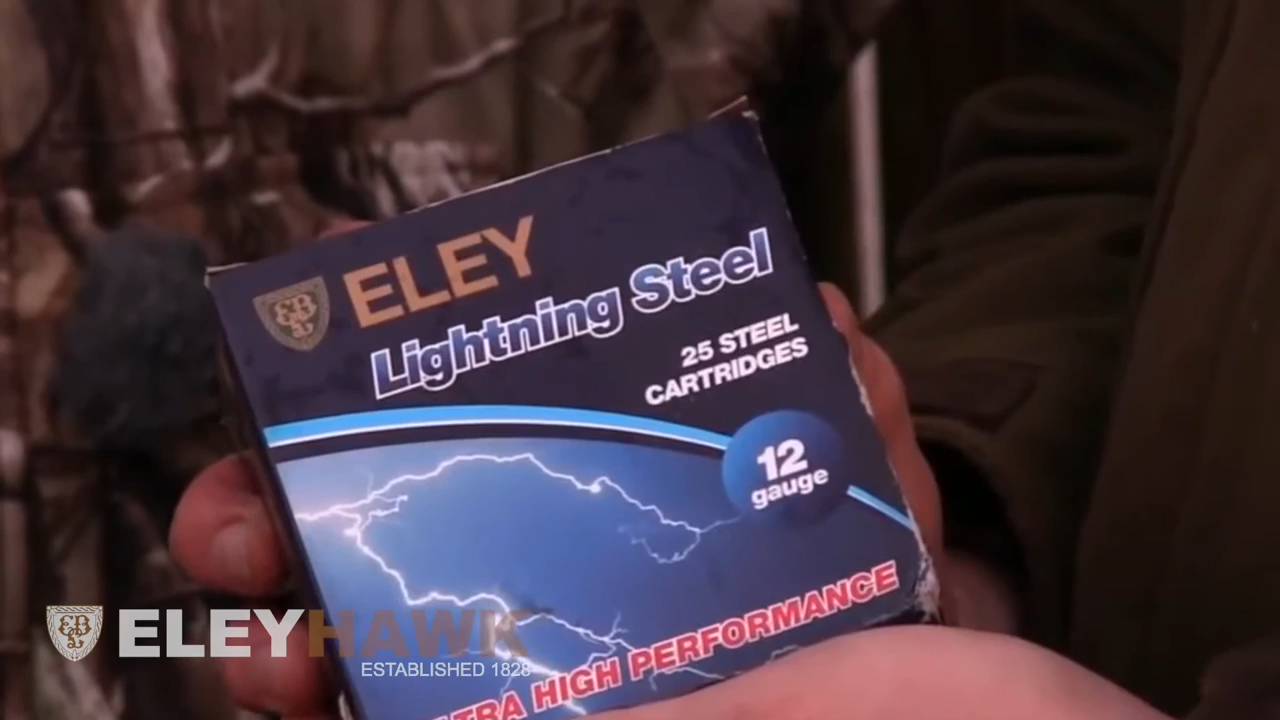 ELEY
Lightning Steel
25 STEEL
CARTRIDGES
12
gauge
HIGH PERFORMANCE
ELEYHAWK
ESTABLISHED 1828